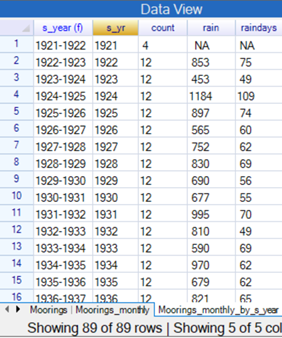 Data View
s_year (f) s_yr count rain raindays
1 1921-1922 1921 4 NA NA
2 1922-1923 1922 12 853 75
3 1923-1924 1923 12 453 49
4 1924-1925 1924 12 1184 109
5 1925-1926 1925 12 897 74
6 1926-1927 1926 12 565 60
7 1927-1928 1927 12 752 62
8 1928-1929 1928 12 830 69
9 1929-1930 1929 12 690 56
10 1930-1931 1930 12 677 55
11 1931-1932 1931 12 995 70
12 1932-1933 1932 12 810 49
13 1933-1934 1933 12 590 69
14 1934-1935 1934 12 970 62
15 1935-1936 1935 12 679 62
16 1936-1937 1936 12 821 65
Moorings Moorings_monthly Moorings_monthly_by_s_year
Showing 89 of 89 rows | Showing 5 of 5 col